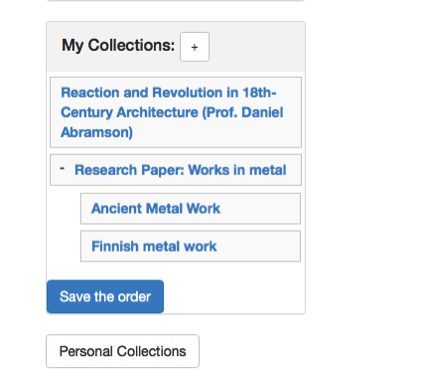 My Collections: +
Reaction and Revolution in 18th-
Century Architecture (Prof. Daniel
Abramson)
- Research Paper: Works in metal
Ancient Metal Work
Finnish metal work
Save the order
Personal Collections